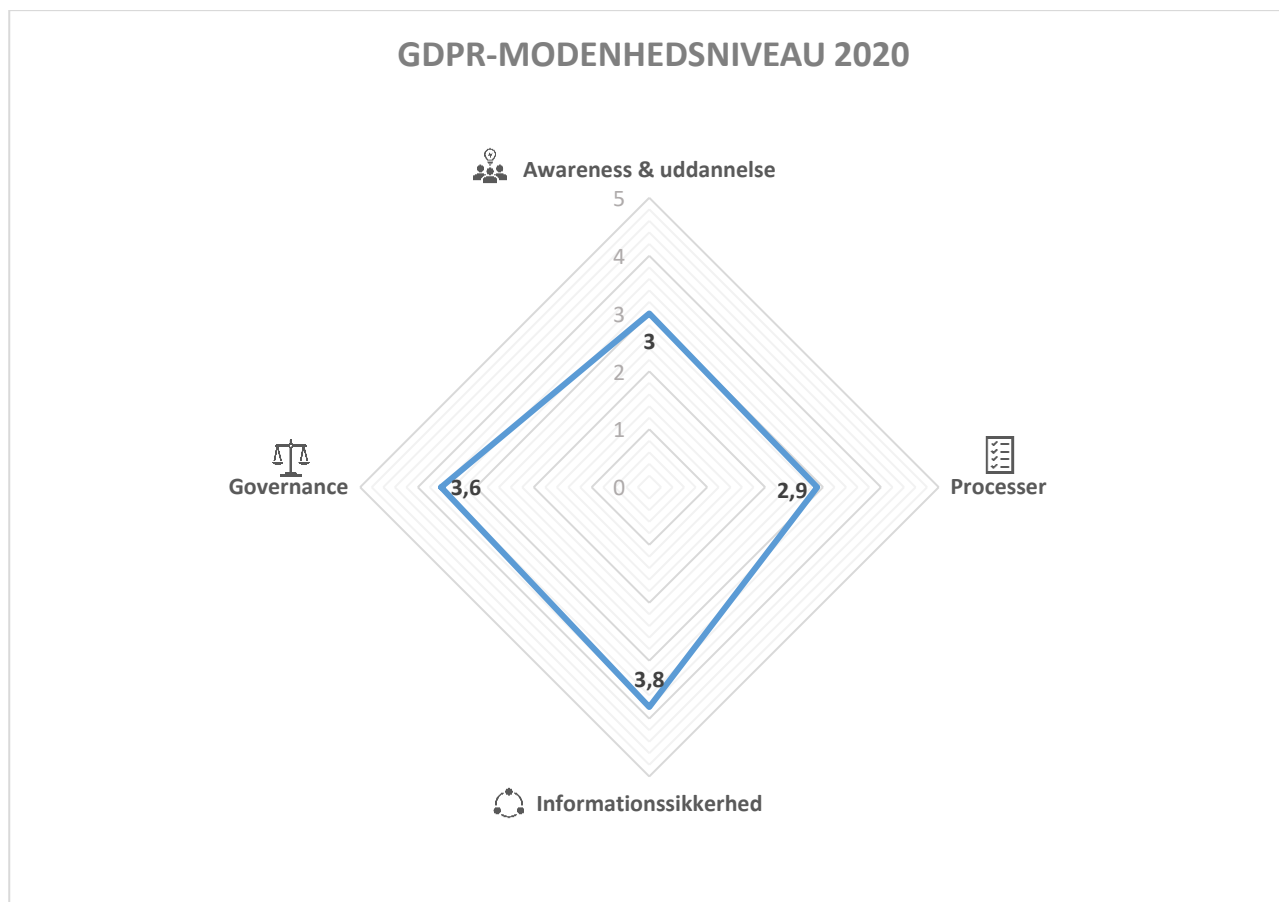 GDPR-MODENHEDSNIVEAU 2020
Awareness & uddannelse
5
4
3
3
2
1
Governance
3,6
0
2,9
Processer
3,8
Informationssikkerhed